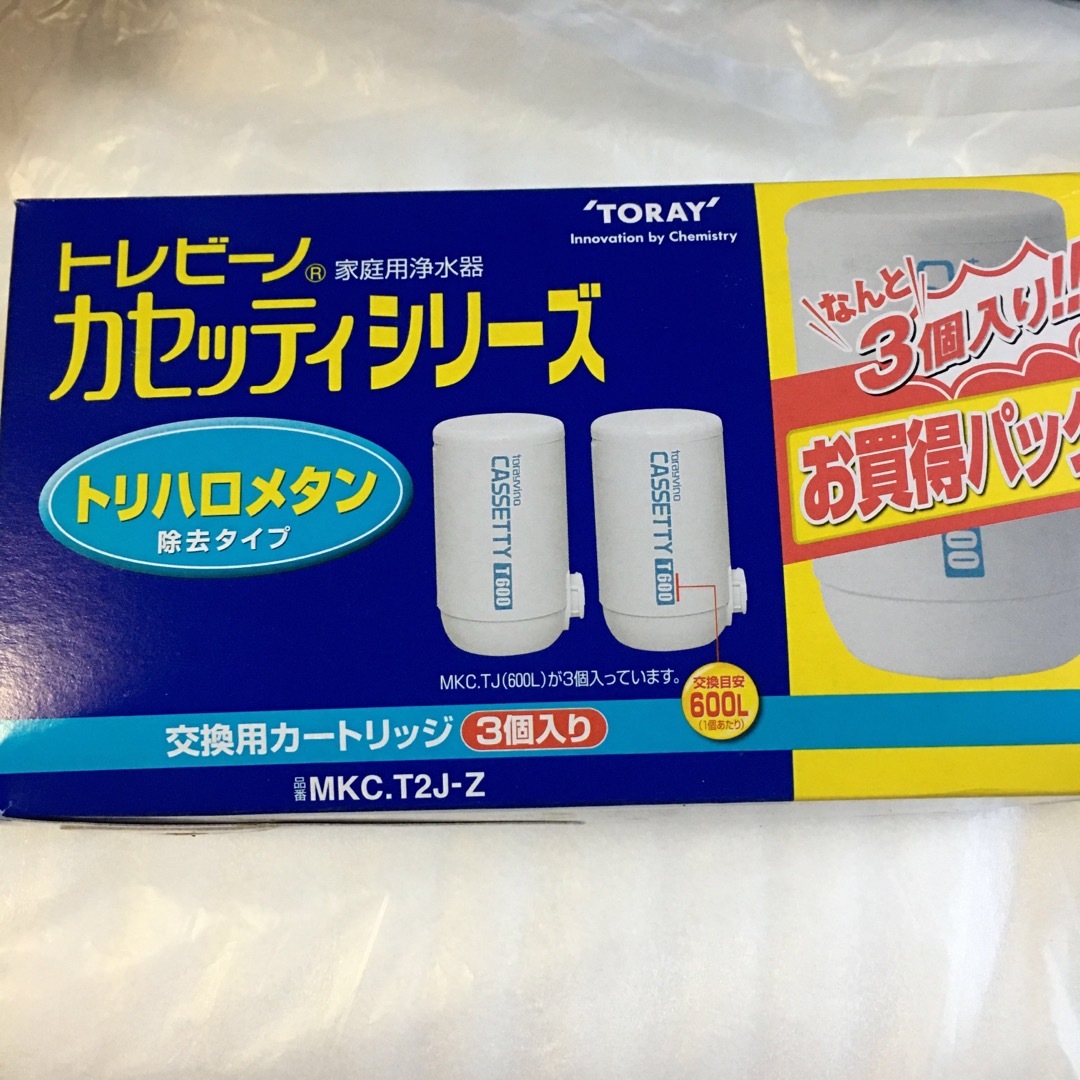 'TORAY'
Innovation by Chemistry
トレビーノ® 家庭用浄水器
カセッティシリーズ
トリハロメタン
除去タイプ
torayvino
CASSETTY T600
torayvino
CASSETTY T600
MKC.TJ(600L)が3個入っています。
交換目安
600L
(1個あたり)
交換用カートリッジ 3個入り
品番 MKC.T2J-Z
なんと
3個入り!!
お買得パック